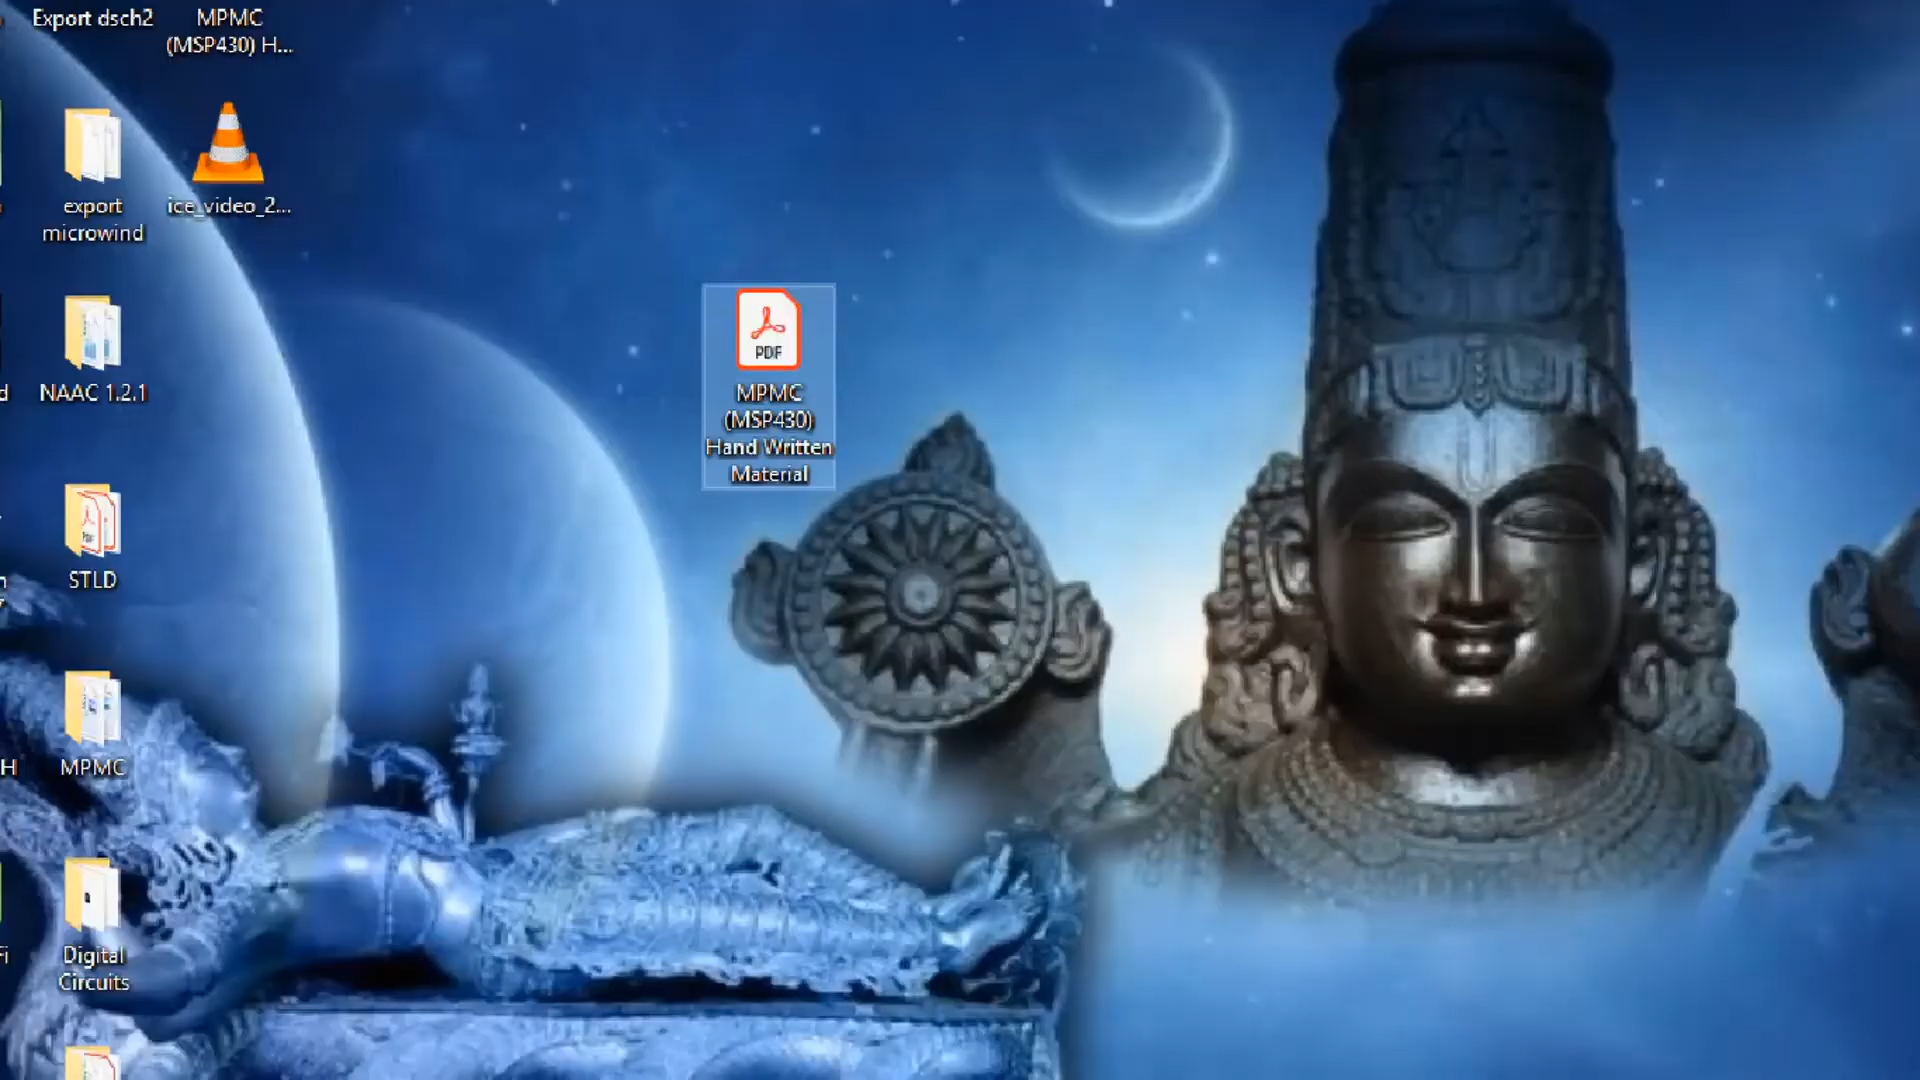 Export dsch2
MPMC
(MSP430) H...
export
microwind
ice_video_2...
NAAC 1.2.1
PDF
MPMC
(MSP430)
Hand Written
Material
STLD
MPMC
Digital
Circuits